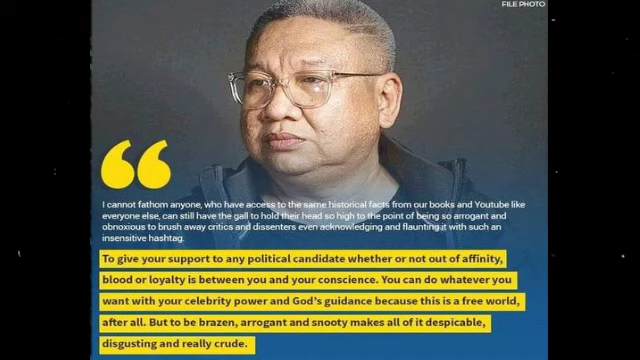 FILE PHOTO
I cannot fathom anyone, who have access to the same historical facts from our books and Youtube like
everyone else, can still have the gall to hold their head so high to the point of being so arrogant and
obnoxious to brush away critics and dissenters even acknowledging and flaunting it with such an
insensitive hashtag.
To give your support to any political candidate whether or not out of affinity,
blood or loyalty is between you and your conscience. You can do whatever you
want with your celebrity power and God's guidance because this is a free world,
after all. But to be brazen, arrogant and snooty makes all of it despicable,
disgusting and really crude.